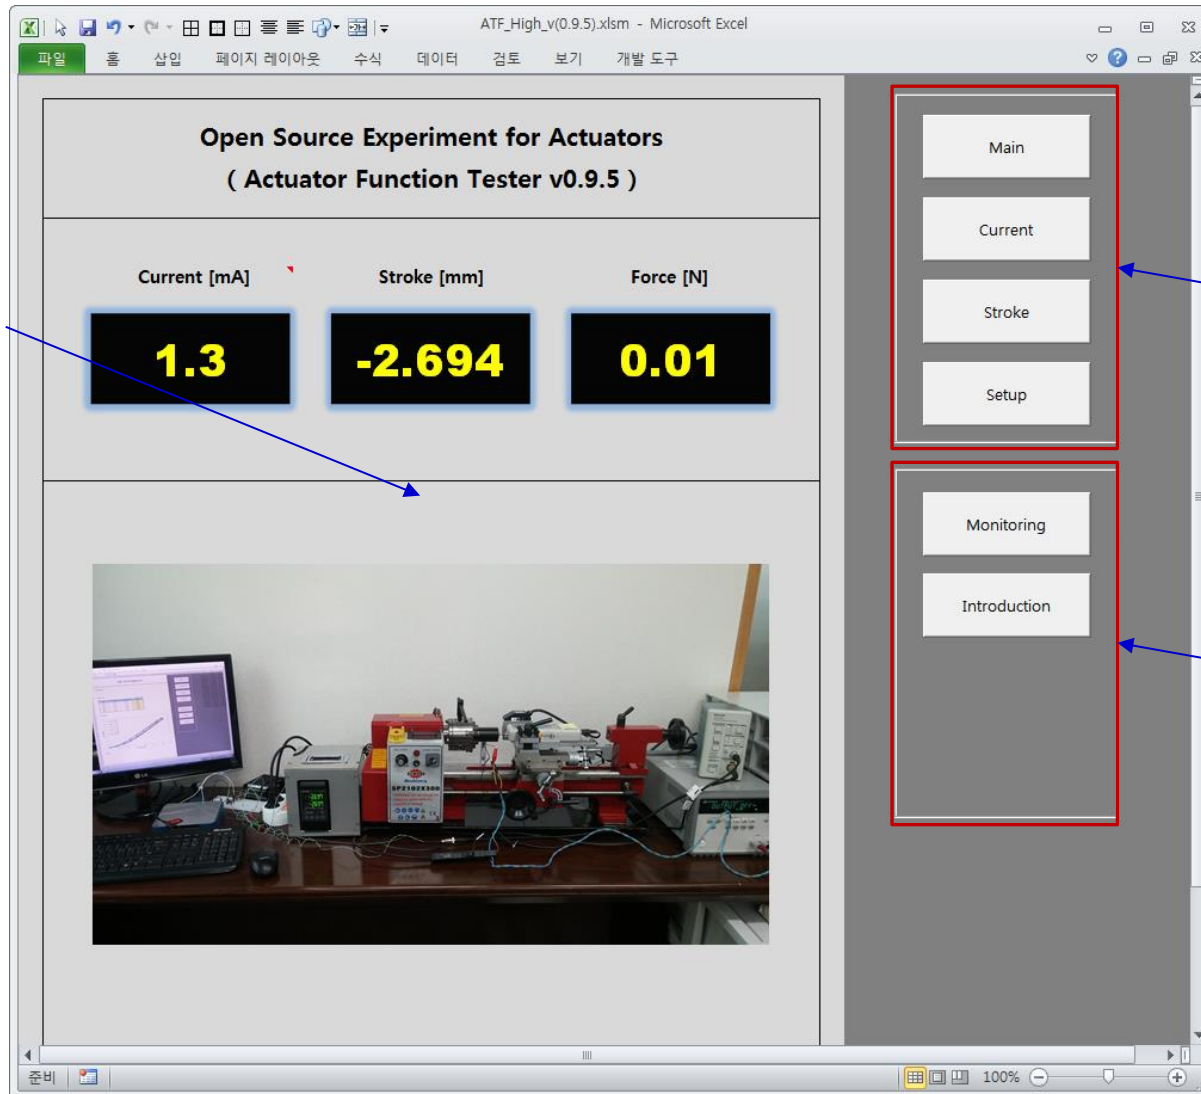 ATF_High_v(0.9.5).xlsm - Microsoft Excel
파일 홈 삽입 페이지 레이아웃 수식 데이터 검토 보기 개발 도구
Open Source Experiment for Actuators
( Actuator Function Tester v0.9.5 )
Current [mA] Stroke [mm] Force [N]
1.3 -2.694 0.01
Main
Current
Stroke
Setup
Monitoring
Introduction
SP2102X300
준비 100%